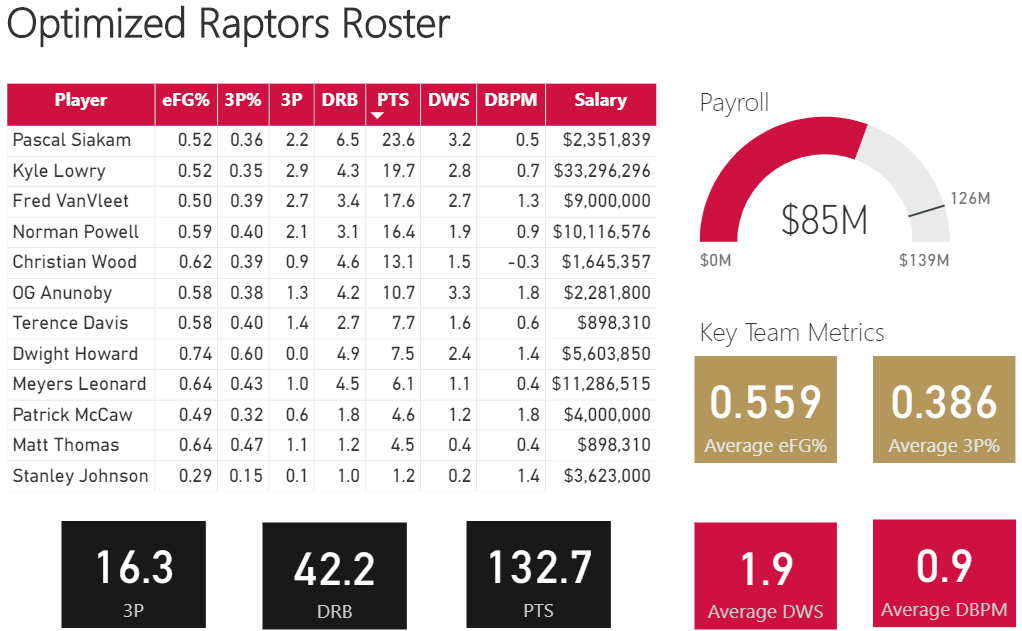 Optimized Raptors Roster
Player eFG% 3P% 3P DRB PTS DWS DBPM Salary
Pascal Siakam 0.52 0.36 2.2 6.5 23.6 3.2 0.5 $2,351,839
Kyle Lowry 0.52 0.35 2.9 4.3 19.7 2.8 0.7 $33,296,296
Fred VanVleet 0.50 0.39 2.7 3.4 17.6 2.7 1.3 $9,000,000
Norman Powell 0.59 0.40 2.1 3.1 16.4 1.9 0.9 $10,116,576
Christian Wood 0.62 0.39 0.9 4.6 13.1 1.5 -0.3 $1,645,357
OG Anunoby 0.58 0.38 1.3 4.2 10.7 3.3 1.8 $2,281,800
Terence Davis 0.58 0.40 1.4 2.7 7.7 1.6 0.6 $898,310
Dwight Howard 0.74 0.60 0.0 4.9 7.5 2.4 1.4 $5,603,850
Meyers Leonard 0.64 0.43 1.0 4.5 6.1 1.1 0.4 $11,286,515
Patrick McCaw 0.49 0.32 0.6 1.8 4.6 1.2 1.8 $4,000,000
Matt Thomas 0.64 0.47 1.1 1.2 4.5 0.4 0.4 $898,310
Stanley Johnson 0.29 0.15 0.1 1.0 1.2 0.2 1.4 $3,623,000
Payroll
126M
$85M
$0M $139M
Key Team Metrics
0.559 0.386
Average eFG% Average 3P%
16.3 42.2 132.7 1.9 0.9
3P DRB PTS Average DWS Average DBPM